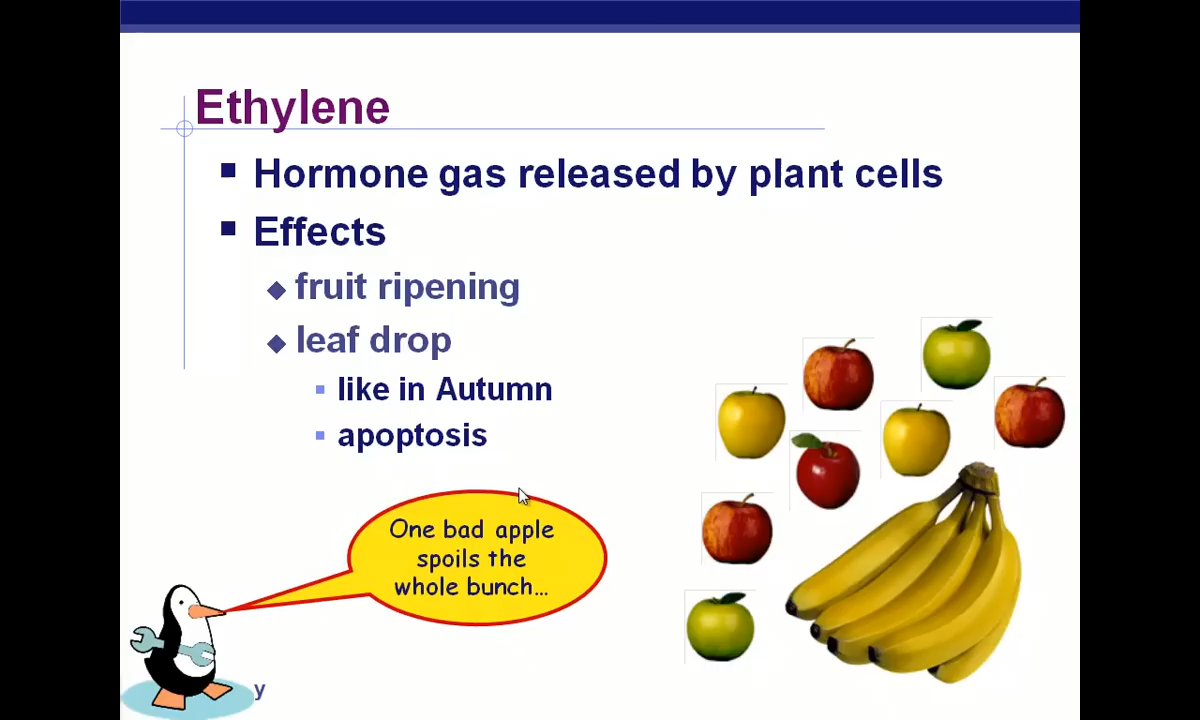 Ethylene
Hormone gas released by plant cells
Effects
fruit ripening
leaf drop
like in Autumn
apoptosis
One bad apple
spoils the
whole bunch…
y